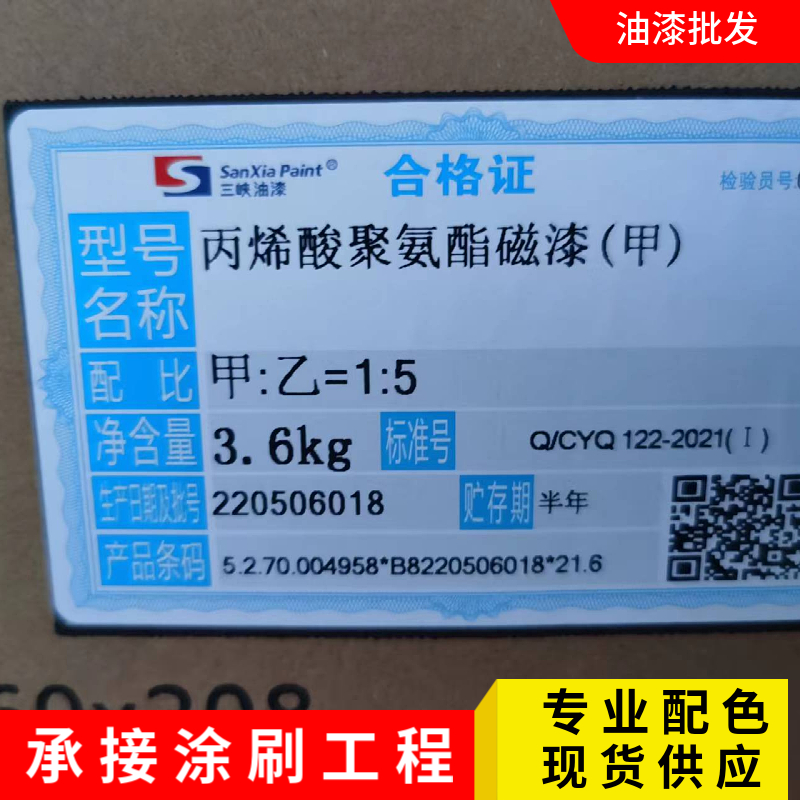 油漆批发
SanXia Paint®
三峡油漆
合格证
检验员号:
型号名称
丙烯酸聚氨酯磁漆(甲)
配比
甲:乙=1:5
净含量
3.6kg
标准号
Q/CYQ 122-2021(Ⅰ)
生产日期及批号
220506018
贮存期
半年
产品条码
5.2.70.004958*B8220506018*21.6
承接涂刷工程
专业配色
现货供应